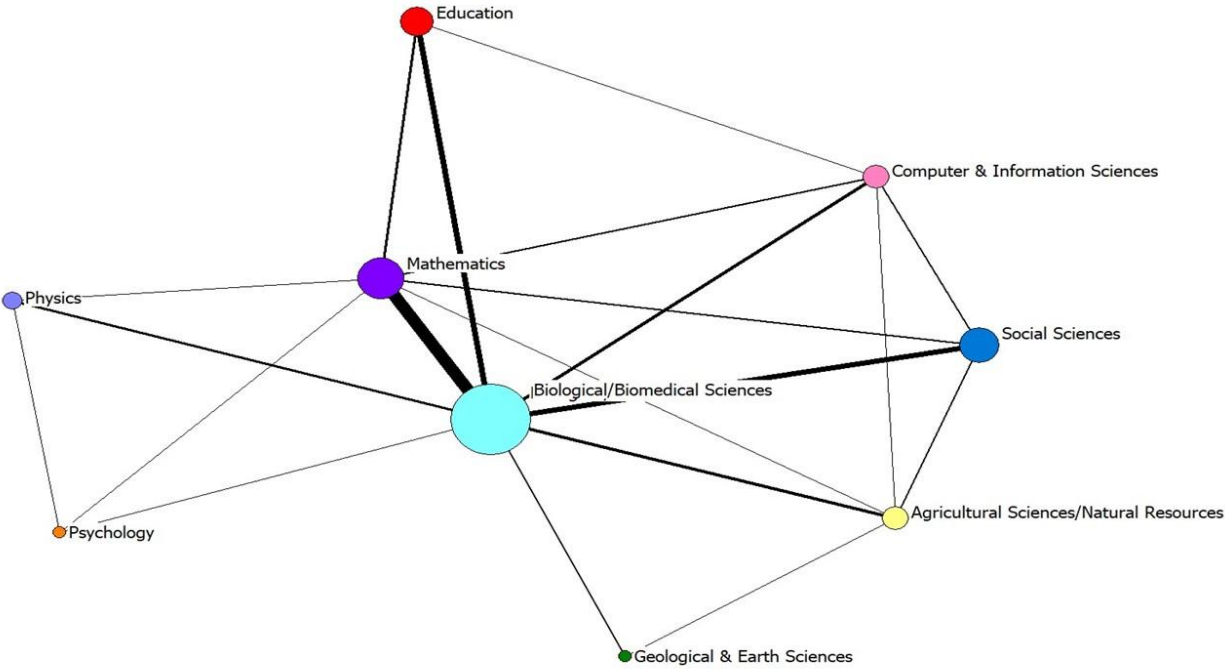 Education
Computer & Information Sciences
Mathematics
Physics
Social Sciences
Biological/Biomedical Sciences
Agricultural Sciences/Natural Resources
Psychology
Geological & Earth Sciences